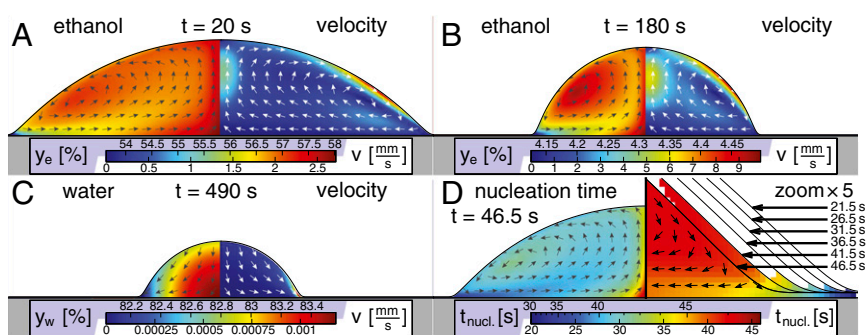 A ethanol t = 20 s velocity
54 54.5 55 55.5 56 56.5 57 57.5 58
y_e [%] v [mm/s]
0 0.5 1 1.5 2 2.5
B ethanol t = 180 s velocity
4.15 4.2 4.25 4.3 4.35 4.4 4.45
y_e [%] v [mm/s]
0 1 2 3 4 5 6 7 8 9
C water t = 490 s velocity
82.2 82.4 82.6 82.8 83 83.2 83.4
y_w [%] v [mm/s]
0 0.00025 0.0005 0.00075 0.001
D nucleation time zoom×5
t = 46.5 s
21.5 s
26.5 s
31.5 s
36.5 s
41.5 s
46.5 s
30 35 40 45
t_nucl. [s] t_nucl. [s]
20 25 30 35 40 45